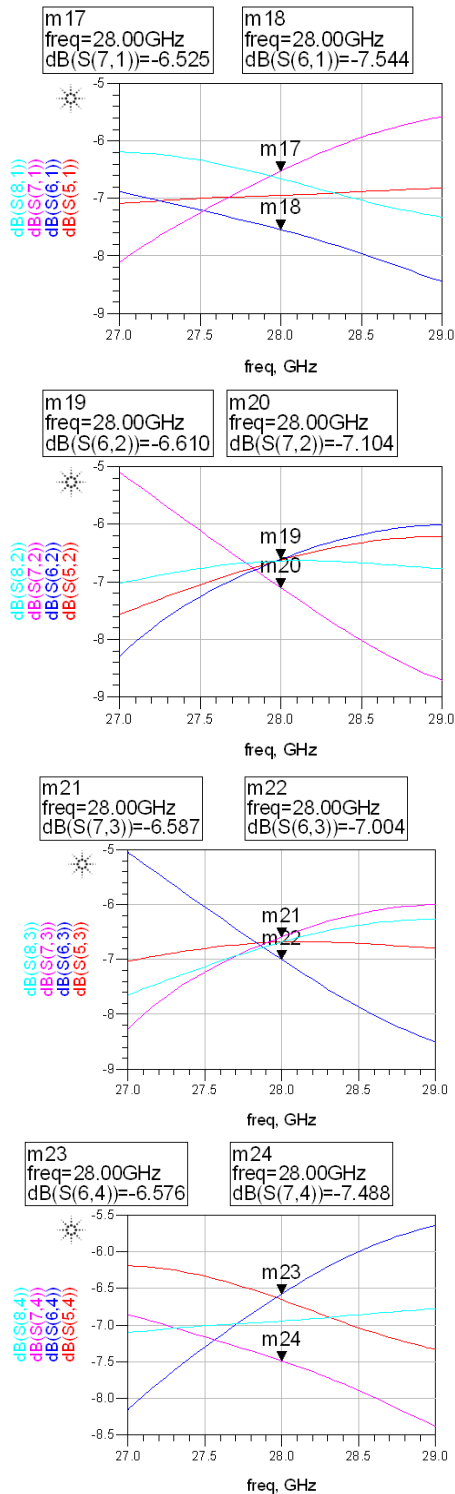 m17
freq=28.00GHz
dB(S(7,1))=-6.525
m18
freq=28.00GHz
dB(S(6,1))=-7.544
dB(S(8,1))
dB(S(7,1))
dB(S(6,1))
dB(S(5,1))
-5
-6
-7
-8
-9
m17
m18
27.0
27.5
28.0
28.5
29.0
freq, GHz
m19
freq=28.00GHz
dB(S(6,2))=-6.610
m20
freq=28.00GHz
dB(S(7,2))=-7.104
dB(S(8,2))
dB(S(7,2))
dB(S(6,2))
dB(S(5,2))
-5
-6
-7
-8
-9
m19
m20
27.0
27.5
28.0
28.5
29.0
freq, GHz
m21
freq=28.00GHz
dB(S(7,3))=-6.587
m22
freq=28.00GHz
dB(S(6,3))=-7.004
dB(S(8,3))
dB(S(7,3))
dB(S(6,3))
dB(S(5,3))
-5
-6
-7
-8
-9
m21
m22
27.0
27.5
28.0
28.5
29.0
freq, GHz
m23
freq=28.00GHz
dB(S(6,4))=-6.576
m24
freq=28.00GHz
dB(S(7,4))=-7.488
dB(S(8,4))
dB(S(7,4))
dB(S(6,4))
dB(S(5,4))
-5.5
-6.0
-6.5
-7.0
-7.5
-8.0
-8.5
m23
m24
27.0
27.5
28.0
28.5
29.0
freq, GHz